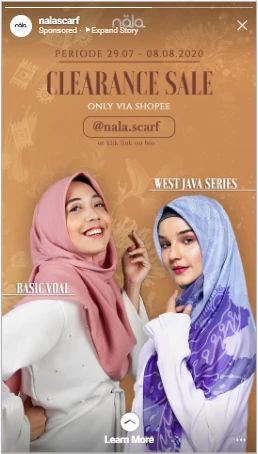 nalascarf
Sponsored · ▶Expand Story
nala
PERIODE 29.07 - 08.08.2020
CLEARANCE SALE
ONLY VIA SHOPEE
@nala.scarf
or klik link on bio
WEST JAVA SERIES
BASIC VOAL
Learn More